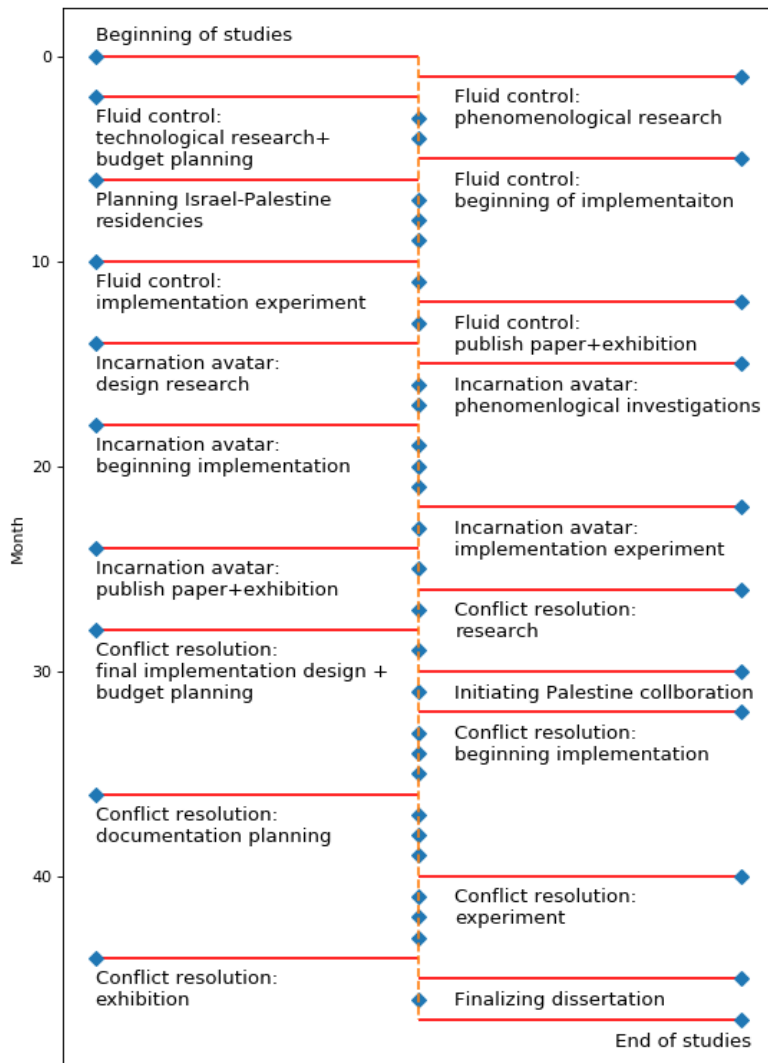 Beginning of studies
0
Fluid control:
phenomenological research
Fluid control:
technological research+
budget planning
Fluid control:
beginning of implementaiton
Planning Israel-Palestine
residencies
10
Fluid control:
implementation experiment
Fluid control:
publish paper+exhibition
Incarnation avatar:
design research
Incarnation avatar:
phenomenlogical investigations
Incarnation avatar:
beginning implementation
20
Month
Incarnation avatar:
implementation experiment
Incarnation avatar:
publish paper+exhibition
Conflict resolution:
research
Conflict resolution:
final implementation design +
budget planning
30
Initiating Palestine collboration
Conflict resolution:
beginning implementation
Conflict resolution:
documentation planning
40
Conflict resolution:
experiment
Conflict resolution:
exhibition
Finalizing dissertation
End of studies